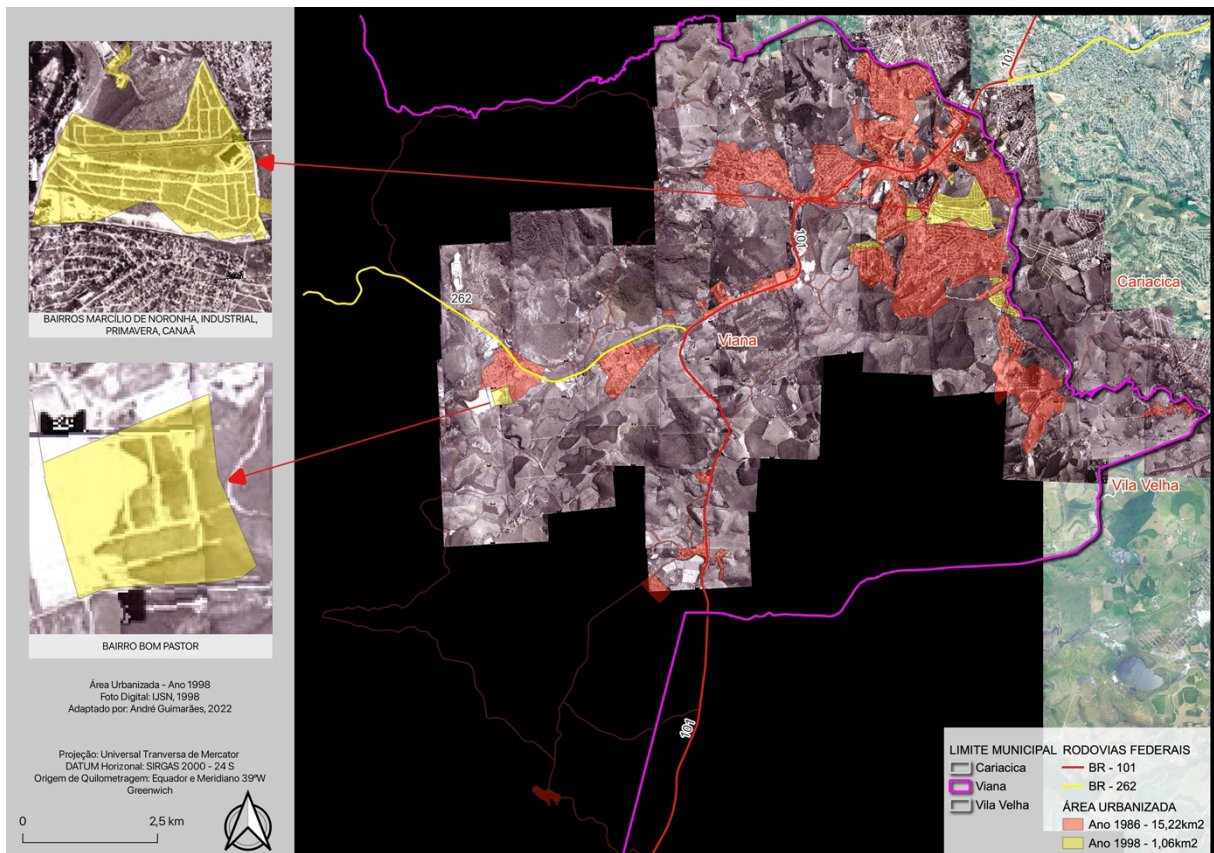 BAIRROS MARCÍLIO DE NORONHA, INDUSTRIAL,
PRIMAVERA, CANAÃ
BAIRRO BOM PASTOR
Área Urbanizada - Ano 1998
Foto Digital: IJSN, 1998
Adaptado por: André Guimarães, 2022
Projeção: Universal Tranversa de Mercator
DATUM Horizonal: SIRGAS 2000 - 24 S
Origem de Quilometragem: Equador e Meridiano 39ºW
Greenwich
0 2,5 km
101
101
262
Viana
Cariacica
Vila Velha
101
LIMITE MUNICIPAL
Cariacica
Viana
Vila Velha
RODOVIAS FEDERAIS
BR - 101
BR - 262
ÁREA URBANIZADA
Ano 1986 - 15,22km2
Ano 1998 - 1,06km2